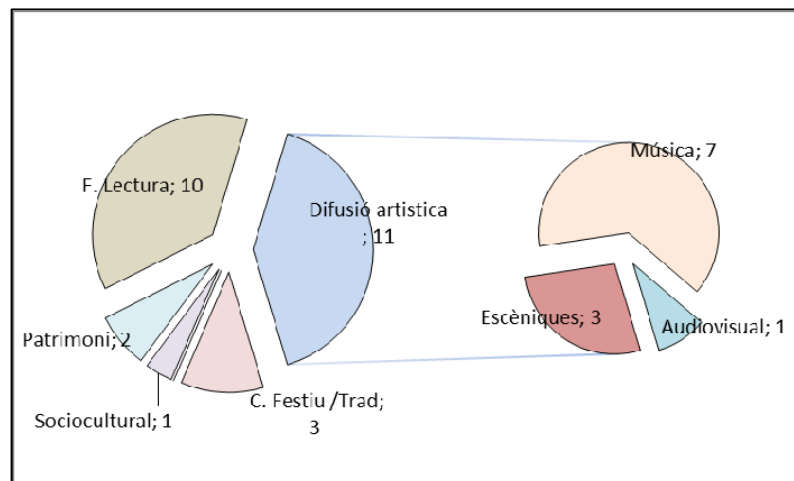 Música; 7
F. Lectura; 10
Difusió artistica
; 11
Escèniques; 3
Audiovisual; 1
Patrimoni; 2
C. Festiu /Trad;
3
Sociocultural; 1